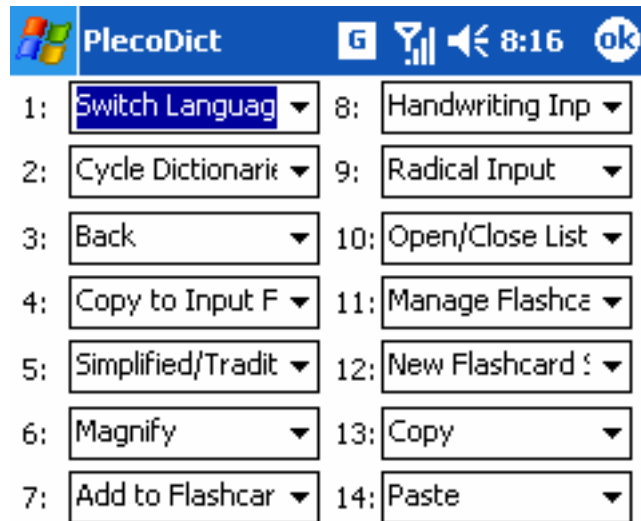 PlecoDict G 8:16 ok
1: Switch Languag 8: Handwriting Inp
2: Cycle Dictionarie 9: Radical Input
3: Back 10: Open/Close List
4: Copy to Input F 11: Manage Flashca
5: Simplified/Tradit 12: New Flashcard S
6: Magnify 13: Copy
7: Add to Flashcar 14: Paste